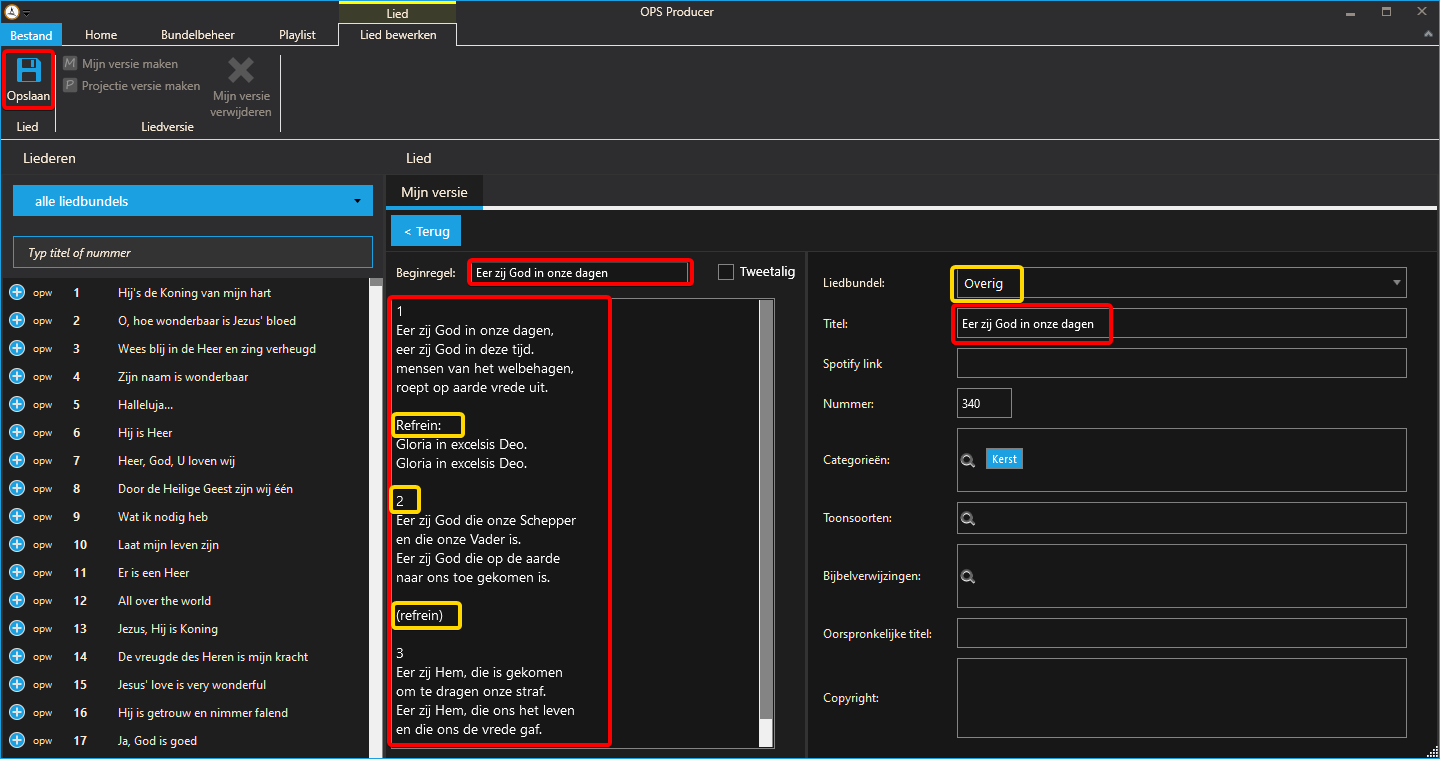 Lied
OPS Producer
Bestand
Home
Bundelbeheer
Playlist
Lied bewerken
Opslaan
M Mijn versie maken
P Projectie versie maken
Mijn versie
verwijderen
Lied
Liedversie
Liederen
Lied
alle liedbundels
Mijn versie
< Terug
Typ titel of nummer
opw 1 Hij's de Koning van mijn hart
opw 2 O, hoe wonderbaar is Jezus' bloed
opw 3 Wees blij in de Heer en zing verheugd
opw 4 Zijn naam is wonderbaar
opw 5 Halleluja...
opw 6 Hij is Heer
opw 7 Heer, God, U loven wij
opw 8 Door de Heilige Geest zijn wij één
opw 9 Wat ik nodig heb
opw 10 Laat mijn leven zijn
opw 11 Er is een Heer
opw 12 All over the world
opw 13 Jezus, Hij is Koning
opw 14 De vreugde des Heren is mijn kracht
opw 15 Jesus' love is very wonderful
opw 16 Hij is getrouw en nimmer falend
opw 17 Ja, God is goed
Beginregel: Eer zij God in onze dagen
Tweetalig
1
Eer zij God in onze dagen,
eer zij God in deze tijd.
mensen van het welbehagen,
roept op aarde vrede uit.
Refrein:
Gloria in excelsis Deo.
Gloria in excelsis Deo.
2
Eer zij God die onze Schepper
en die onze Vader is.
Eer zij God die op de aarde
naar ons toe gekomen is.
(refrein)
3
Eer zij Hem, die is gekomen
om te dragen onze straf.
Eer zij Hem, die ons het leven
en die ons de vrede gaf.
Liedbundel: Overig
Titel: Eer zij God in onze dagen
Spotify link
Nummer: 340
Categorieën: Kerst
Toonsoorten:
Bijbelverwijzingen:
Oorspronkelijke titel:
Copyright: